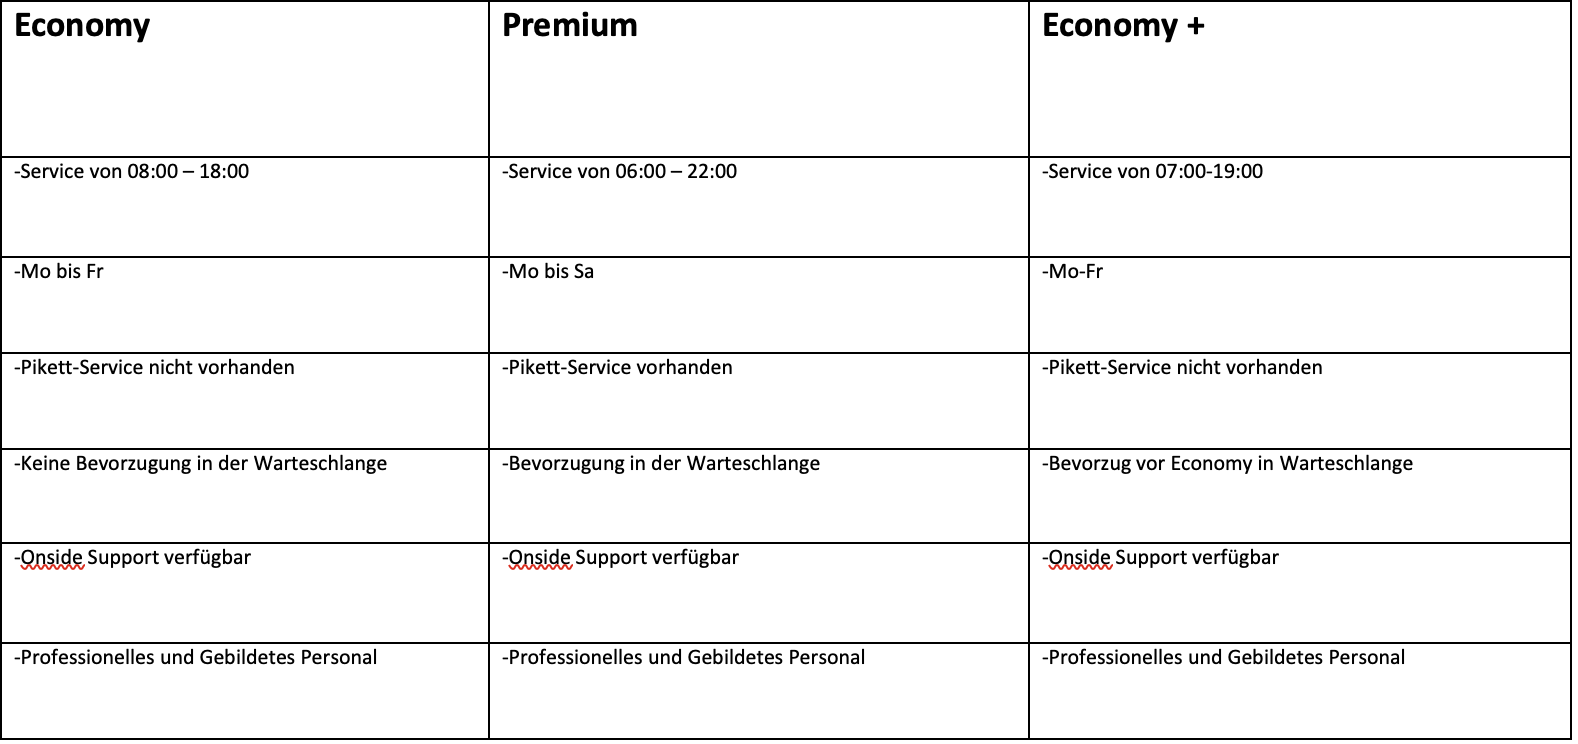 Economy
Premium
Economy +
-Service von 08:00 – 18:00
-Service von 06:00 – 22:00
-Service von 07:00-19:00
-Mo bis Fr
-Mo bis Sa
-Mo-Fr
-Pikett-Service nicht vorhanden
-Pikett-Service vorhanden
-Pikett-Service nicht vorhanden
-Keine Bevorzugung in der Warteschlange
-Bevorzugung in der Warteschlange
-Bevorzug vor Economy in Warteschlange
-Onside Support verfügbar
-Onside Support verfügbar
-Onside Support verfügbar
-Professionelles und Gebildetes Personal
-Professionelles und Gebildetes Personal
-Professionelles und Gebildetes Personal